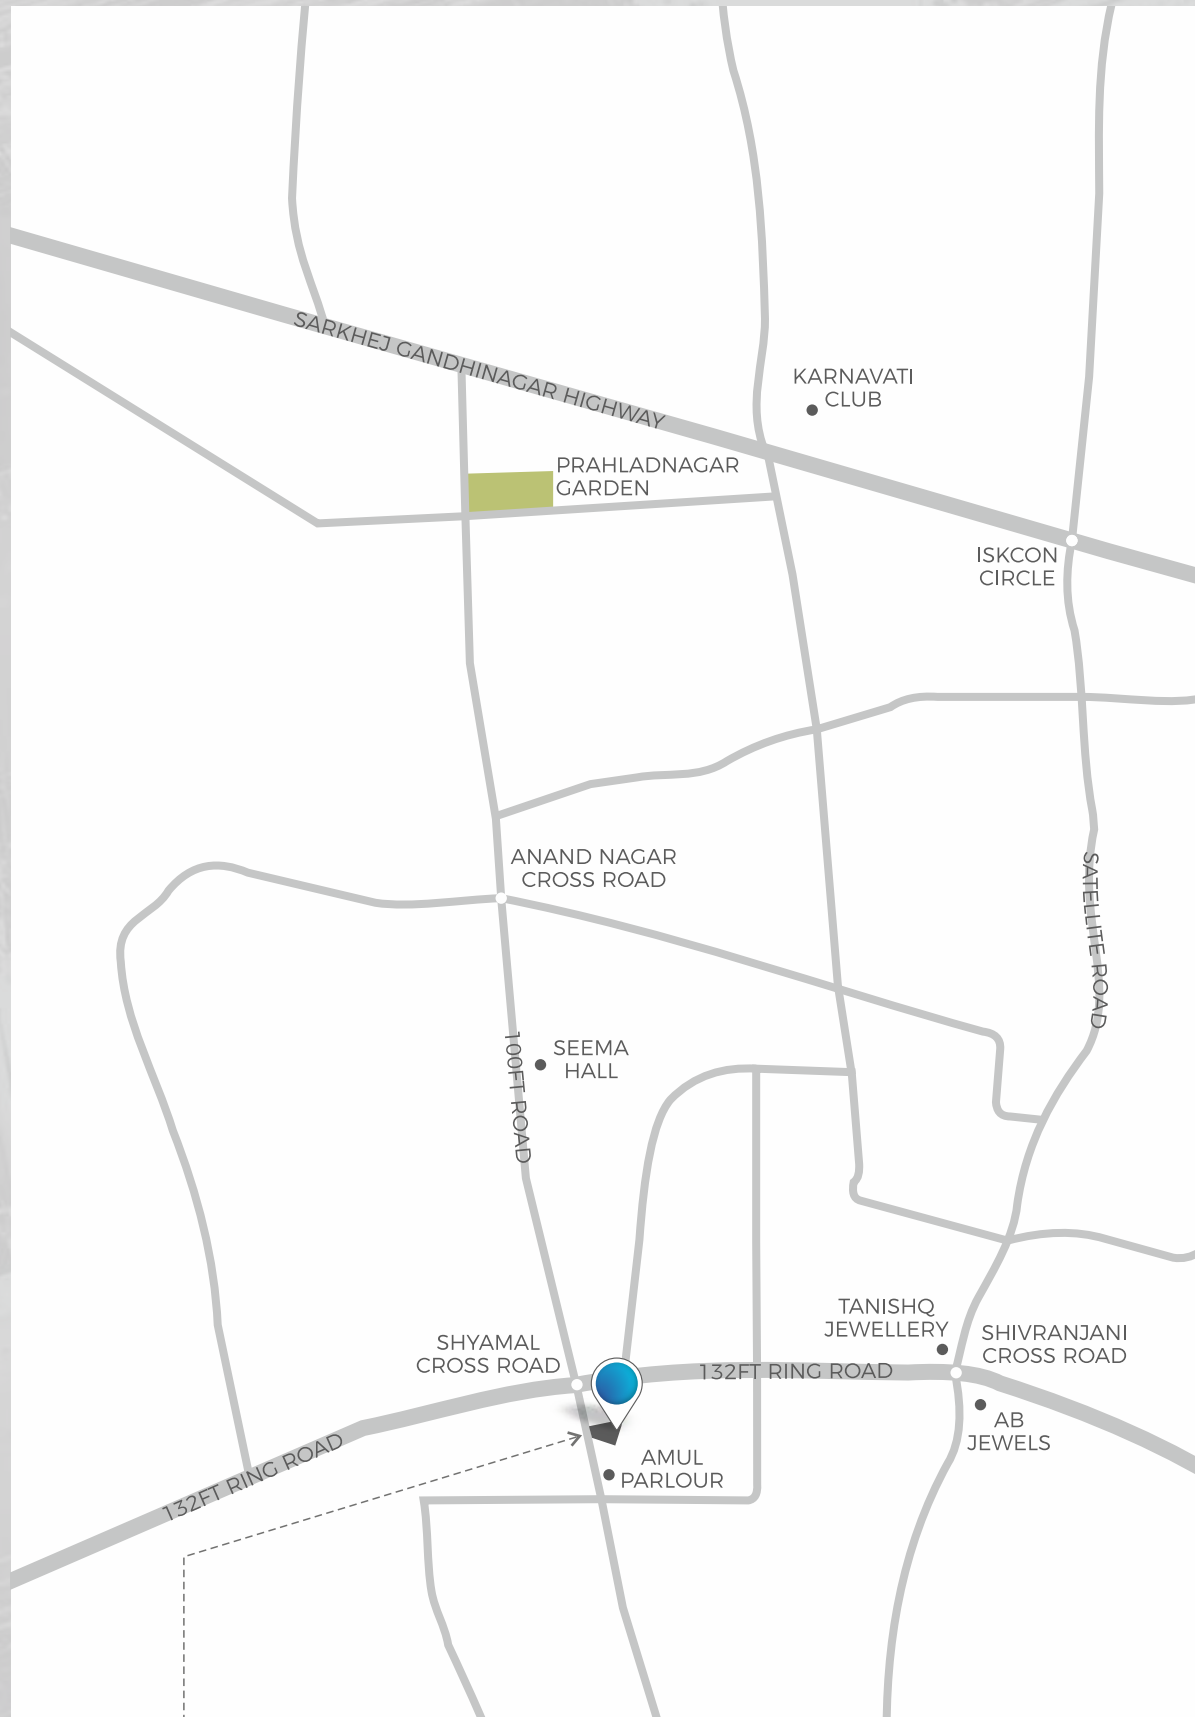 SARKHEJ GANDHINAGAR HIGHWAY
KARNAVATI
CLUB
PRAHLADNAGAR
GARDEN
ISKCON
CIRCLE
ANAND NAGAR
CROSS ROAD
SATELLITE ROAD
100FT ROAD
SEEMA
HALL
TANISHQ
JEWELLERY
SHIVRANJANI
CROSS ROAD
SHYAMAL
CROSS ROAD
132FT RING ROAD
AB
JEWELS
132FT RING ROAD
AMUL
PARLOUR